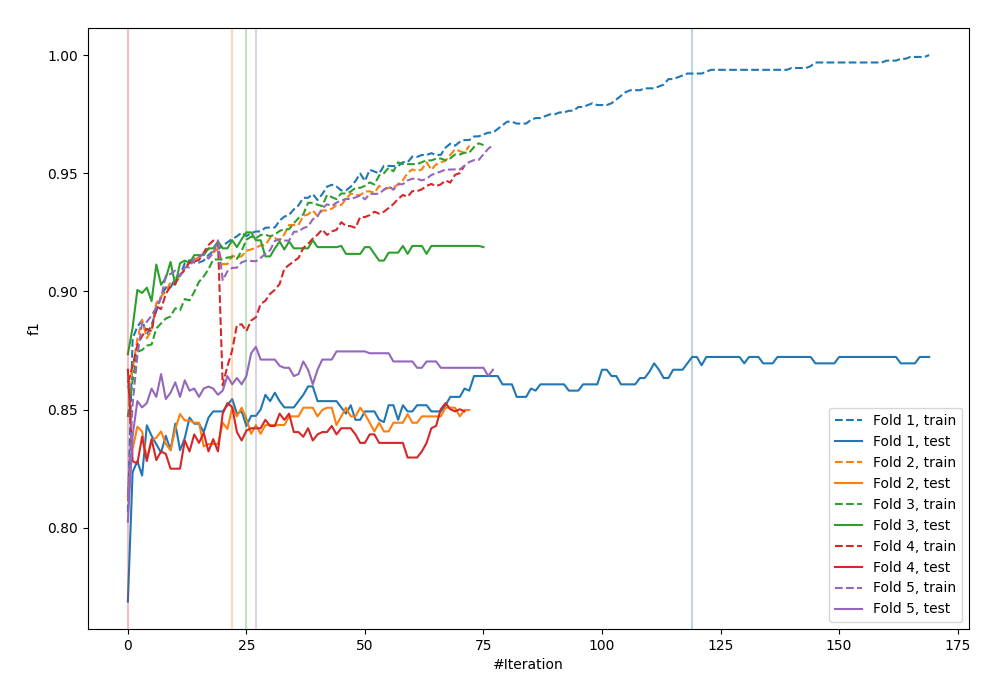 1.00
0.95
0.90
0.85
0.80
f1
0
25
50
75
100
125
150
175
#Iteration
Fold 1, train
Fold 1, test
Fold 2, train
Fold 2, test
Fold 3, train
Fold 3, test
Fold 4, train
Fold 4, test
Fold 5, train
Fold 5, test